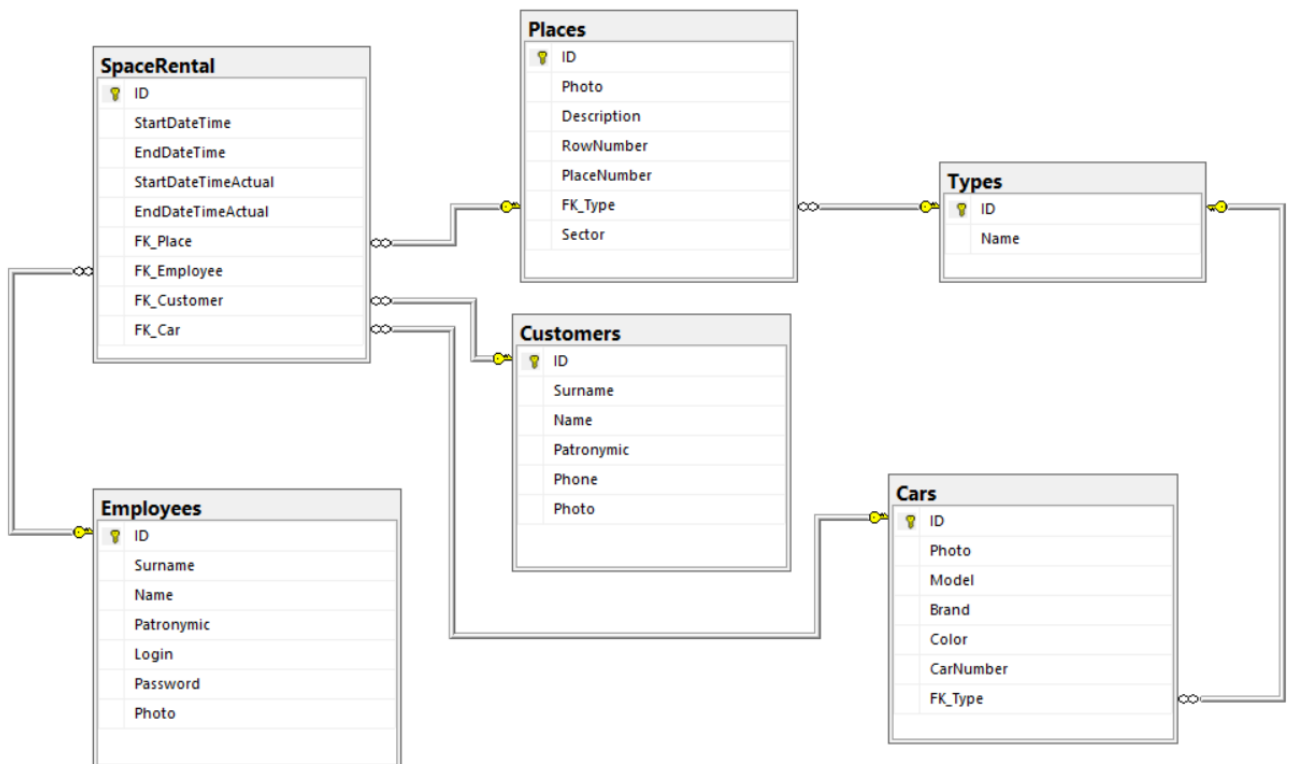 SpaceRental
ID
StartDateTime
EndDateTime
StartDateTimeActual
EndDateTimeActual
FK_Place
FK_Employee
FK_Customer
FK_Car
Places
ID
Photo
Description
RowNumber
PlaceNumber
FK_Type
Sector
Types
ID
Name
Customers
ID
Surname
Name
Patronymic
Phone
Photo
Employees
ID
Surname
Name
Patronymic
Login
Password
Photo
Cars
ID
Photo
Model
Brand
Color
CarNumber
FK_Type